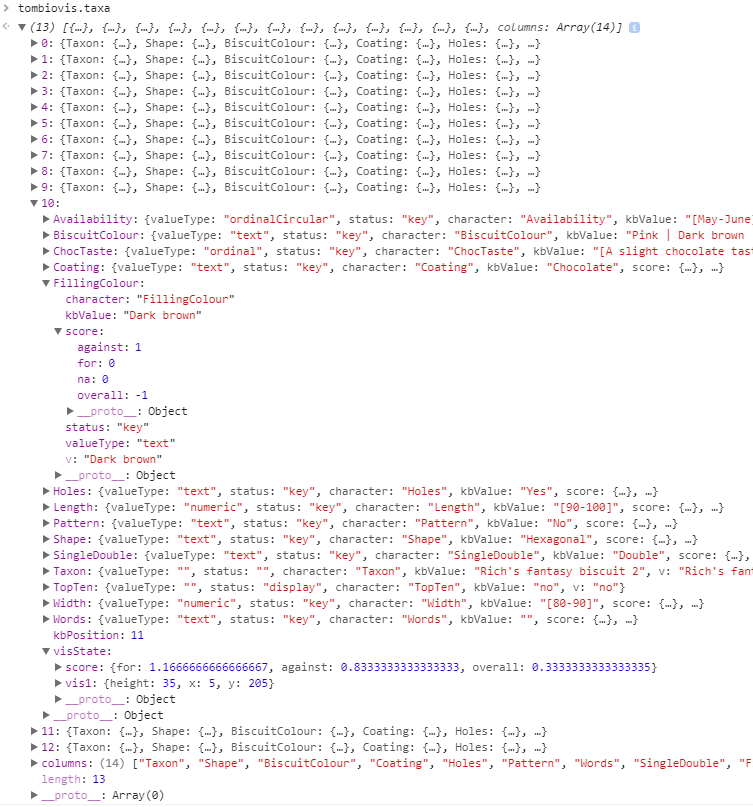 > tombiovis.taxa
(13) [{…}, {…}, {…}, {…}, {…}, {…}, {…}, {…}, {…}, {…}, {…}, {…}, {…}, columns: Array(14)] i
0: {Taxon: {…}, Shape: {…}, BiscuitColour: {…}, Coating: {…}, Holes: {…}, …}
1: {Taxon: {…}, Shape: {…}, BiscuitColour: {…}, Coating: {…}, Holes: {…}, …}
2: {Taxon: {…}, Shape: {…}, BiscuitColour: {…}, Coating: {…}, Holes: {…}, …}
3: {Taxon: {…}, Shape: {…}, BiscuitColour: {…}, Coating: {…}, Holes: {…}, …}
4: {Taxon: {…}, Shape: {…}, BiscuitColour: {…}, Coating: {…}, Holes: {…}, …}
5: {Taxon: {…}, Shape: {…}, BiscuitColour: {…}, Coating: {…}, Holes: {…}, …}
6: {Taxon: {…}, Shape: {…}, BiscuitColour: {…}, Coating: {…}, Holes: {…}, …}
7: {Taxon: {…}, Shape: {…}, BiscuitColour: {…}, Coating: {…}, Holes: {…}, …}
8: {Taxon: {…}, Shape: {…}, BiscuitColour: {…}, Coating: {…}, Holes: {…}, …}
9: {Taxon: {…}, Shape: {…}, BiscuitColour: {…}, Coating: {…}, Holes: {…}, …}
10:
Availability: {valueType: "ordinalCircular", status: "key", character: "Availability", kbValue: "[May-June]
BiscuitColour: {valueType: "text", status: "key", character: "BiscuitColour", kbValue: "Pink | Dark brown
ChocTaste: {valueType: "ordinal", status: "key", character: "ChocTaste", kbValue: "[A slight chocolate tast
Coating: {valueType: "text", status: "key", character: "Coating", kbValue: "Chocolate", score: {…}, …}
FillingColour:
character: "FillingColour"
kbValue: "Dark brown"
score:
against: 1
for: 0
na: 0
overall: -1
__proto__: Object
status: "key"
valueType: "text"
v: "Dark brown"
__proto__: Object
Holes: {valueType: "text", status: "key", character: "Holes", kbValue: "Yes", score: {…}, …}
Length: {valueType: "numeric", status: "key", character: "Length", kbValue: "[90-100]", score: {…}, …}
Pattern: {valueType: "text", status: "key", character: "Pattern", kbValue: "No", score: {…}, …}
Shape: {valueType: "text", status: "key", character: "Shape", kbValue: "Hexagonal", score: {…}, …}
SingleDouble: {valueType: "text", status: "key", character: "SingleDouble", kbValue: "Double", score: {…},
Taxon: {valueType: "", status: "", character: "Taxon", kbValue: "Rich's fantasy biscuit 2", v: "Rich's fant
TopTen: {valueType: "", status: "display", character: "TopTen", kbValue: "no", v: "no"}
Width: {valueType: "numeric", status: "key", character: "Width", kbValue: "[80-90]", score: {…}, …}
Words: {valueType: "text", status: "key", character: "Words", kbValue: "", score: {…}, …}
kbPosition: 11
visState:
score: {for: 1.1666666666666667, against: 0.8333333333333333, overall: 0.3333333333333335}
vis1: {height: 35, x: 5, y: 205}
__proto__: Object
__proto__: Object
11: {Taxon: {…}, Shape: {…}, BiscuitColour: {…}, Coating: {…}, Holes: {…}, …}
12: {Taxon: {…}, Shape: {…}, BiscuitColour: {…}, Coating: {…}, Holes: {…}, …}
columns: (14) ["Taxon", "Shape", "BiscuitColour", "Coating", "Holes", "Pattern", "Words", "SingleDouble", "F
length: 13
__proto__: Array(0)